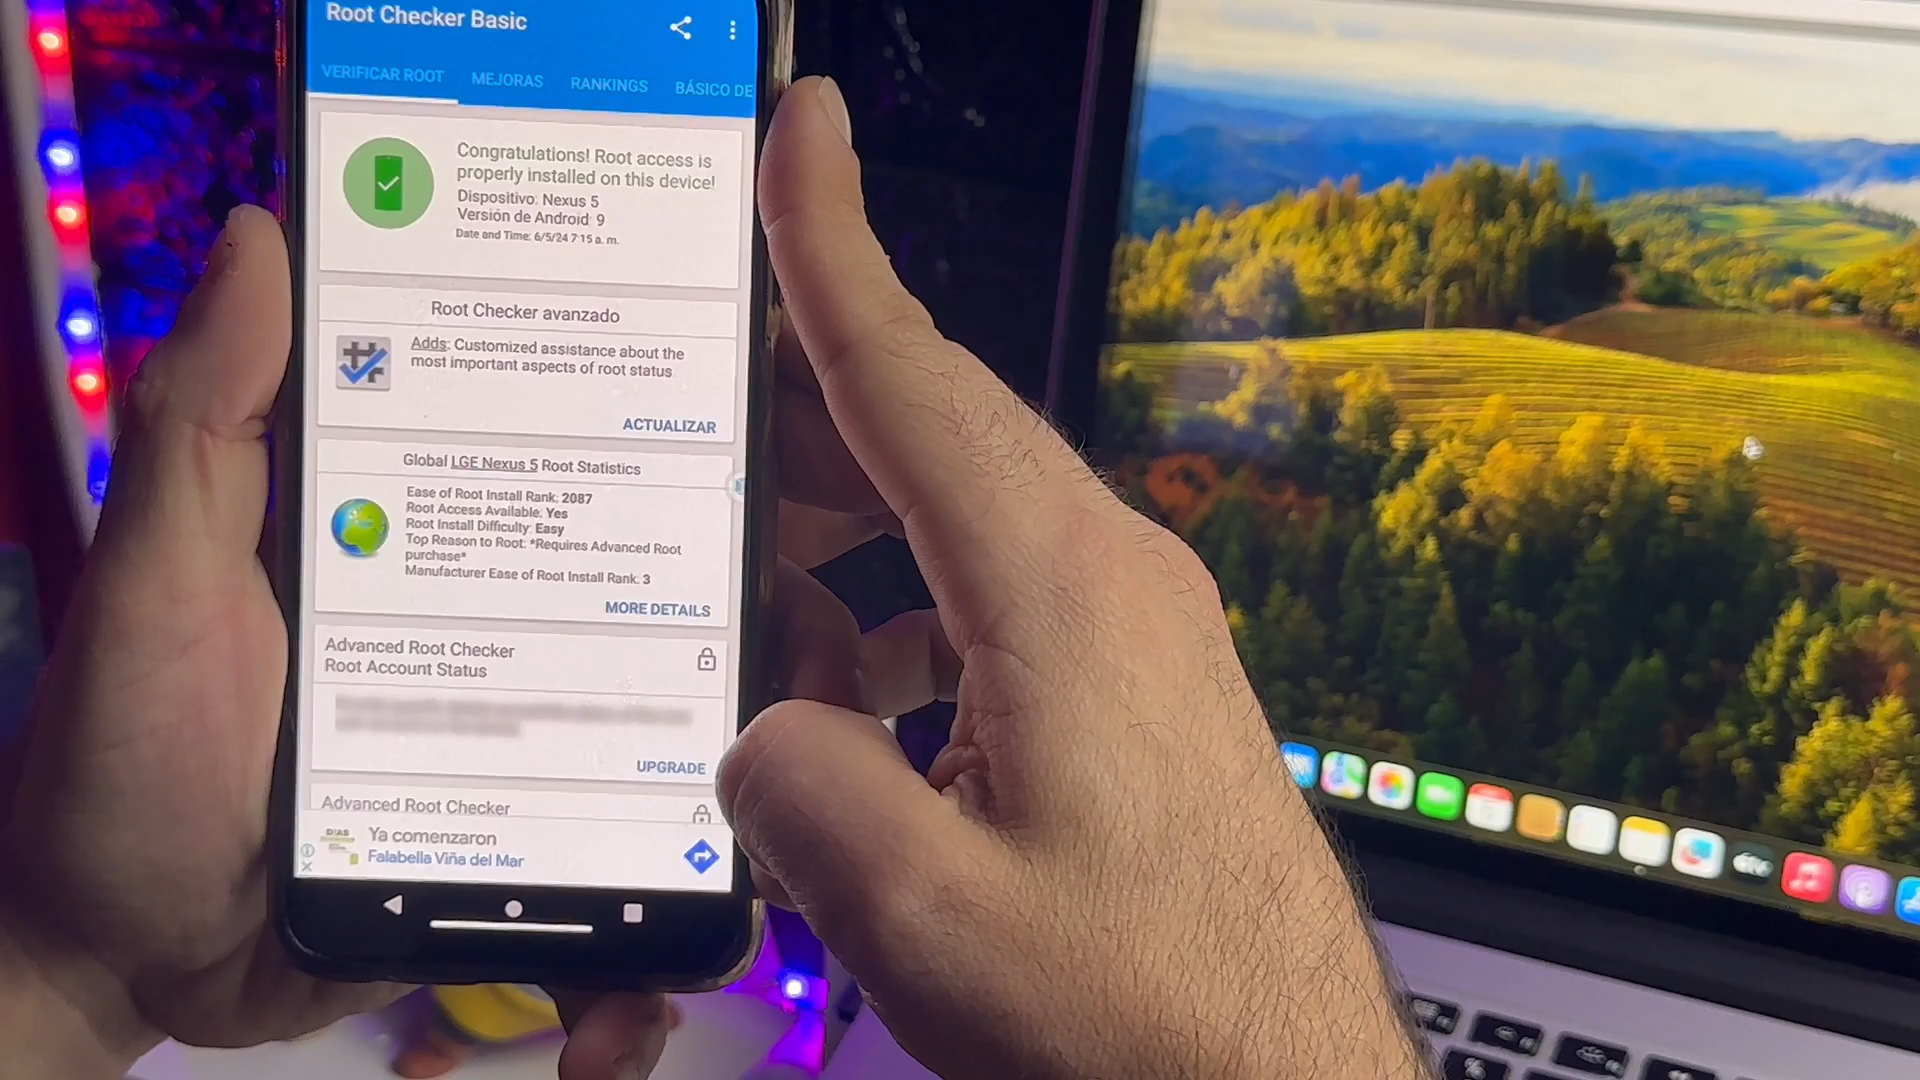 Root Checker Basic
VERIFICAR ROOT MEJORAS RANKINGS BÁSICO DE
Congratulations! Root access is
properly installed on this device!
Dispositivo: Nexus 5
Versión de Android: 9
Date and Time: 6/5/24 7:15 a. m.
Root Checker avanzado
Adds: Customized assistance about the
most important aspects of root status
ACTUALIZAR
Global LGE Nexus 5 Root Statistics
Ease of Root Install Rank: 2087
Root Access Available: Yes
Root Install Difficulty: Easy
Top Reason to Root: *Requires Advanced Root
purchase*
Manufacturer Ease of Root Install Rank: 3
MORE DETAILS
Advanced Root Checker
Root Account Status
UPGRADE
Advanced Root Checker
DIAS
Ya comenzaron
Falabella Viña del Mar
tv